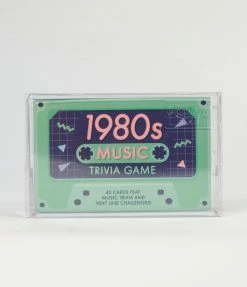 1980s
MUSIC
TRIVIA GAME
40 CARDS FEAT.
MUSIC TRIVIA AND
NEXT LINE CHALLENGES!